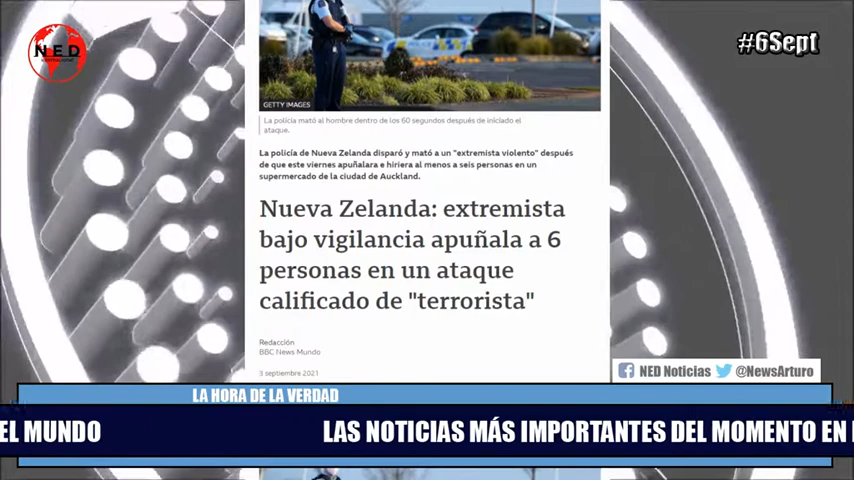 NED
#6Sept
GETTY IMAGES
La policía mató al hombre dentro de los 60 segundos después de iniciado el
ataque.
La policía de Nueva Zelanda disparó y mató a un "extremista violento" después
de que este viernes apuñalara e hiriera al menos a seis personas en un
supermercado de la ciudad de Auckland.
Nueva Zelanda: extremista
bajo vigilancia apuñala a 6
personas en un ataque
calificado de "terrorista"
Redacción
BBC News Mundo
3 septiembre 2021
NED Noticias @NewsArturo
LA HORA DE LA VERDAD
EL MUNDO LAS NOTICIAS MÁS IMPORTANTES DEL MOMENTO EN